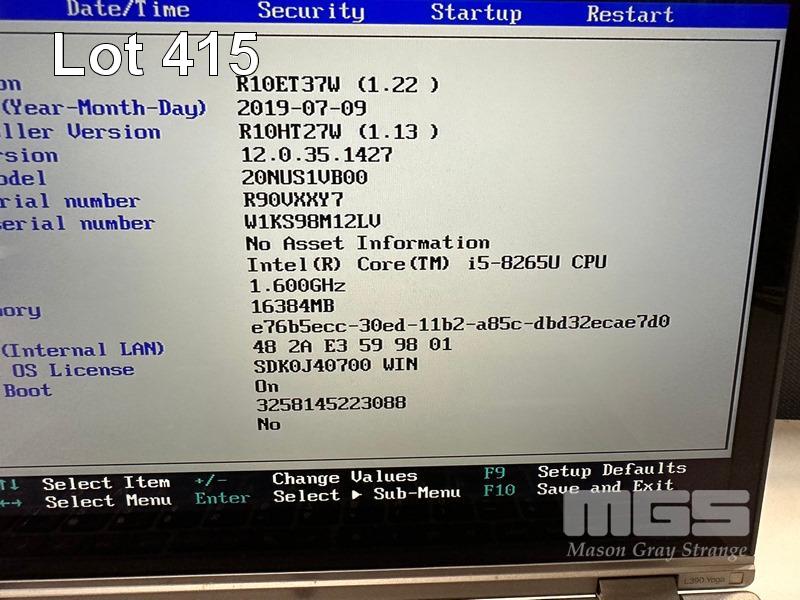 Date/Time Security Startup Restart
Lot 415
on R10ET37W (1.22 )
(Year-Month-Day) 2019-07-09
ller Version R10HT27W (1.13 )
rsion 12.0.35.1427
odel 20NUS1VB00
rial number R90VXXY7
serial number W1KS98M12LV
No Asset Information
Intel(R) Core(TM) i5-8265U CPU
1.600GHz
ory 16384MB
e76b5ecc-30ed-11b2-a85c-dbd32ecae7d0
(Internal LAN) 48 2A E3 59 98 01
OS License SDK0J40700 WIN
Boot On
3258145223088
No
↑↓ Select Item +/- Change Values F9 Setup Defaults
←→ Select Menu Enter Select ▶ Sub-Menu F10 Save and Exit
MGS
Mason Gray Strange
L390 Yoga